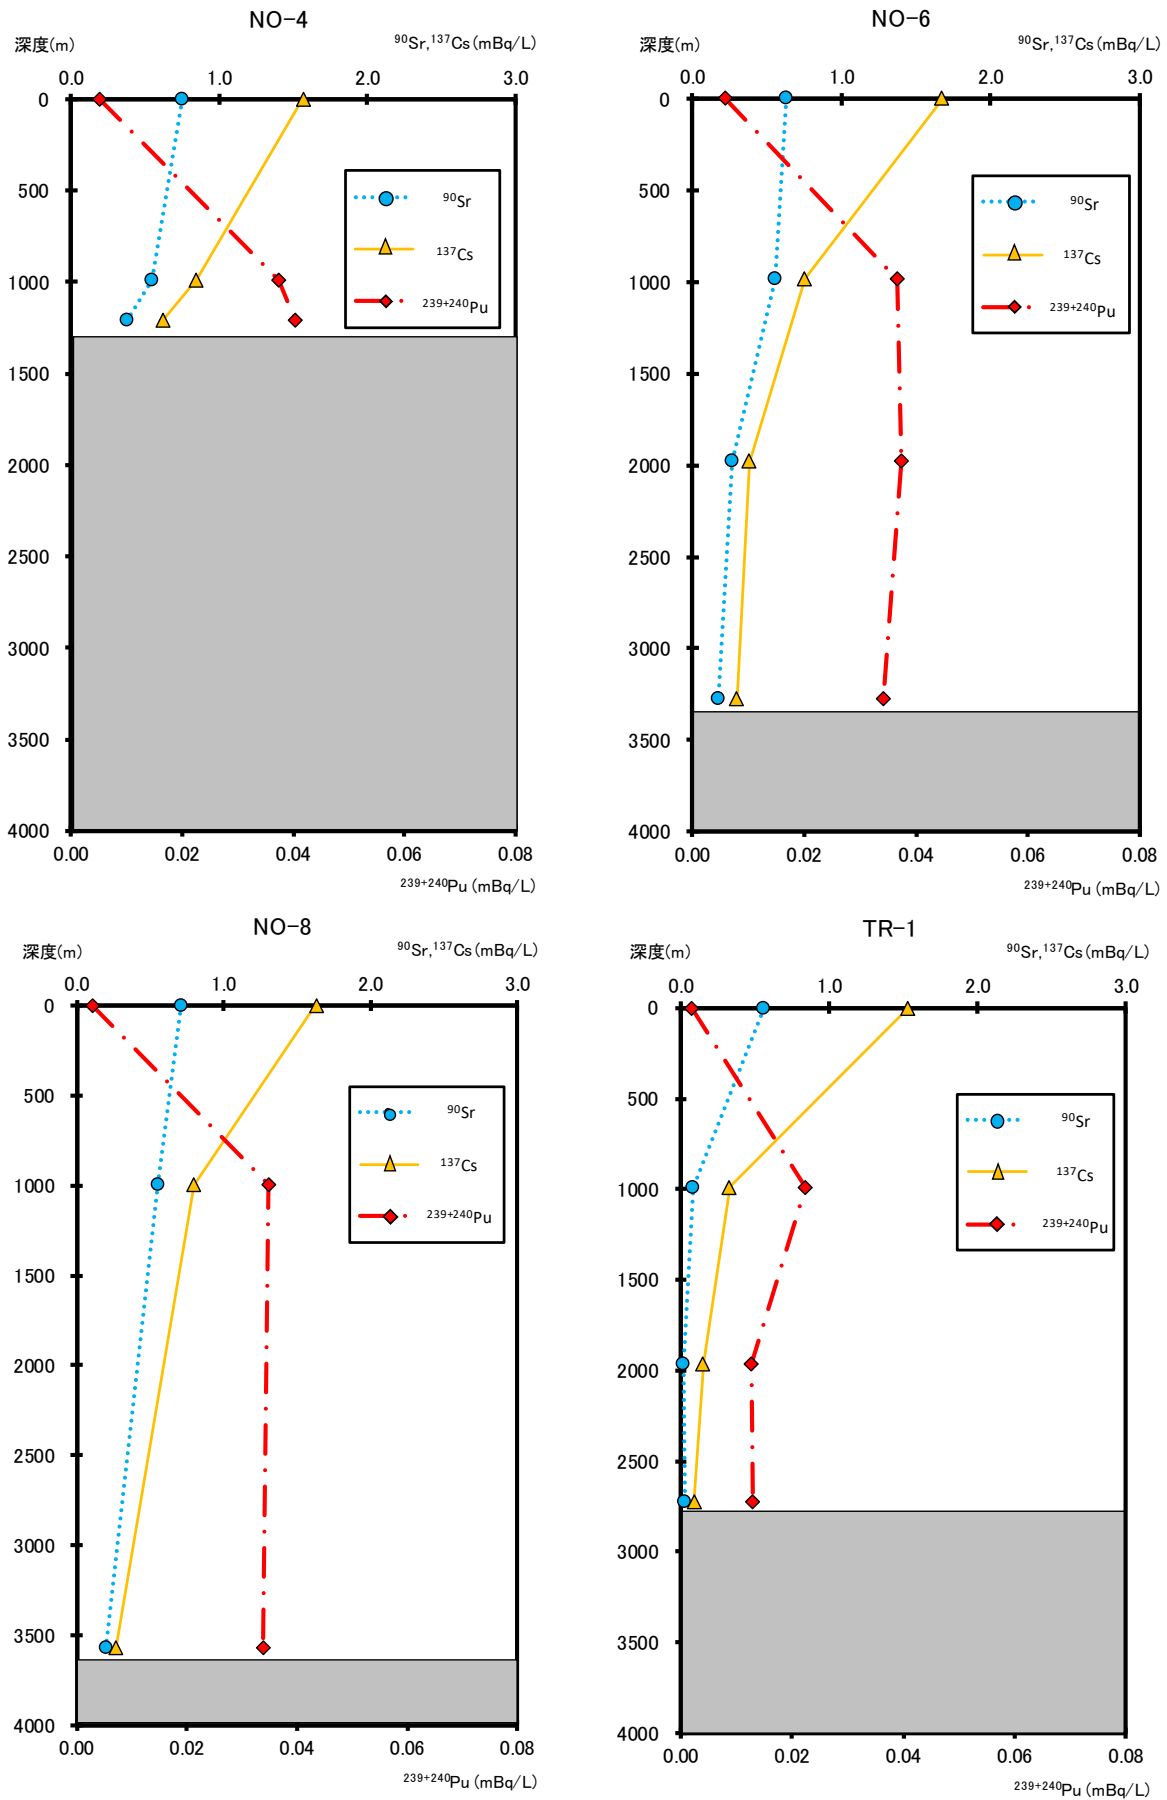 NO-4
深度(m) ⁹⁰Sr,¹³⁷Cs(mBq/L)
0.0 1.0 2.0 3.0
0
500
1000
1500
2000
2500
3000
3500
4000
⁹⁰Sr
¹³⁷Cs
²³⁹⁺²⁴⁰Pu
0.00 0.02 0.04 0.06 0.08
²³⁹⁺²⁴⁰Pu (mBq/L)
NO-6
深度(m) ⁹⁰Sr,¹³⁷Cs(mBq/L)
0.0 1.0 2.0 3.0
0
500
1000
1500
2000
2500
3000
3500
4000
⁹⁰Sr
¹³⁷Cs
²³⁹⁺²⁴⁰Pu
0.00 0.02 0.04 0.06 0.08
²³⁹⁺²⁴⁰Pu (mBq/L)
NO-8
深度(m) ⁹⁰Sr,¹³⁷Cs(mBq/L)
0.0 1.0 2.0 3.0
0
500
1000
1500
2000
2500
3000
3500
4000
⁹⁰Sr
¹³⁷Cs
²³⁹⁺²⁴⁰Pu
0.00 0.02 0.04 0.06 0.08
²³⁹⁺²⁴⁰Pu (mBq/L)
TR-1
深度(m) ⁹⁰Sr,¹³⁷Cs(mBq/L)
0.0 1.0 2.0 3.0
0
500
1000
1500
2000
2500
3000
3500
4000
⁹⁰Sr
¹³⁷Cs
²³⁹⁺²⁴⁰Pu
0.00 0.02 0.04 0.06 0.08
²³⁹⁺²⁴⁰Pu (mBq/L)